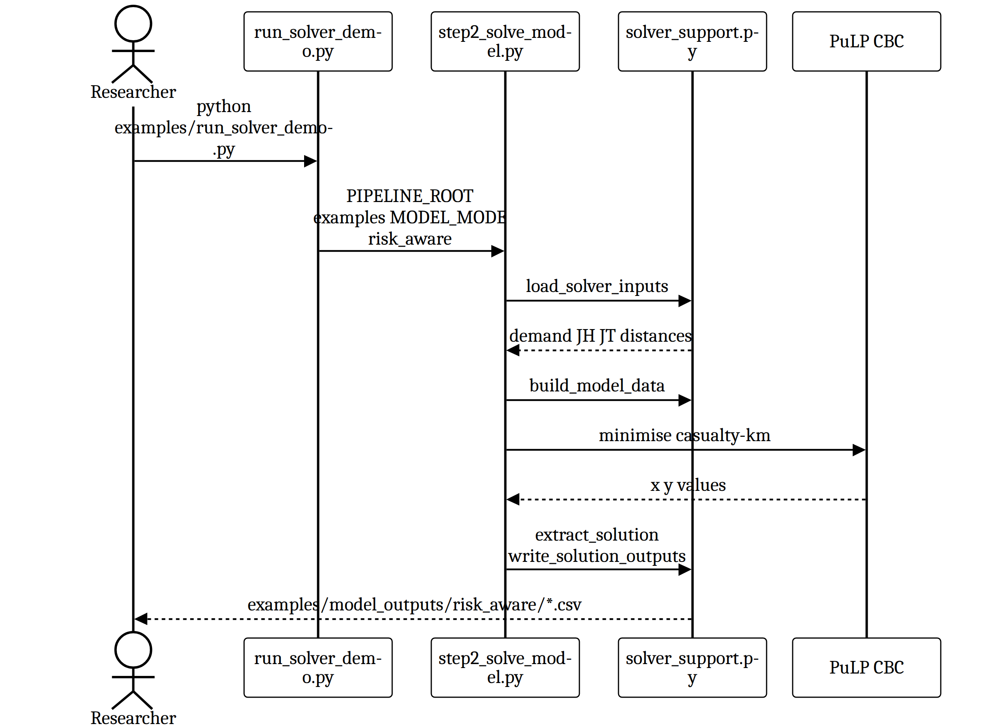 run_solver_dem-
o.py
step2_solve_mod-
el.py
solver_support.p-
y
PuLP CBC
Researcher
python
examples/run_solver_demo-
.py
PIPELINE_ROOT
examples MODEL_MODE
risk_aware
load_solver_inputs
demand JH JT distances
build_model_data
minimise casualty-km
x y values
extract_solution
write_solution_outputs
examples/model_outputs/risk_aware/*.csv
run_solver_dem-
o.py
step2_solve_mod-
el.py
solver_support.p-
y
PuLP CBC
Researcher